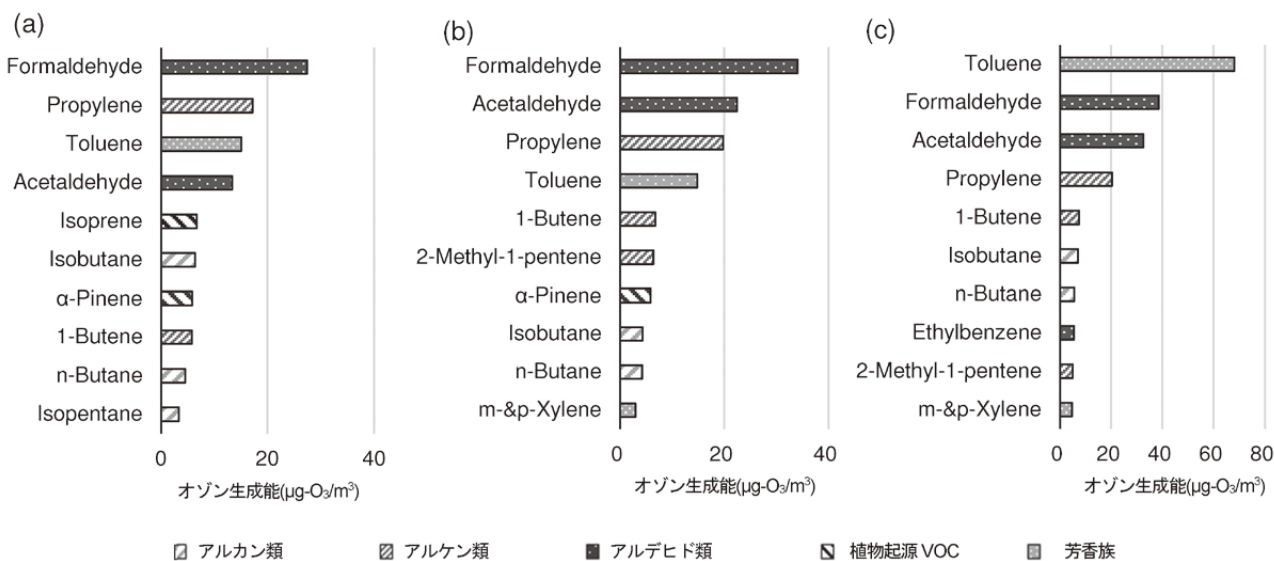 (a)
Formaldehyde
Propylene
Toluene
Acetaldehyde
Isoprene
Isobutane
α-Pinene
1-Butene
n-Butane
Isopentane
0 20 40
オゾン生成能(μg-O₃/m³)
(b)
Formaldehyde
Acetaldehyde
Propylene
Toluene
1-Butene
2-Methyl-1-pentene
α-Pinene
Isobutane
n-Butane
m-&p-Xylene
0 20 40
オゾン生成能(μg-O₃/m³)
(c)
Toluene
Formaldehyde
Acetaldehyde
Propylene
1-Butene
Isobutane
n-Butane
Ethylbenzene
2-Methyl-1-pentene
m-&p-Xylene
0 20 40 60 80
オゾン生成能(μg-O₃/m³)
アルカン類 アルケン類 アルデヒド類 植物起源 VOC 芳香族